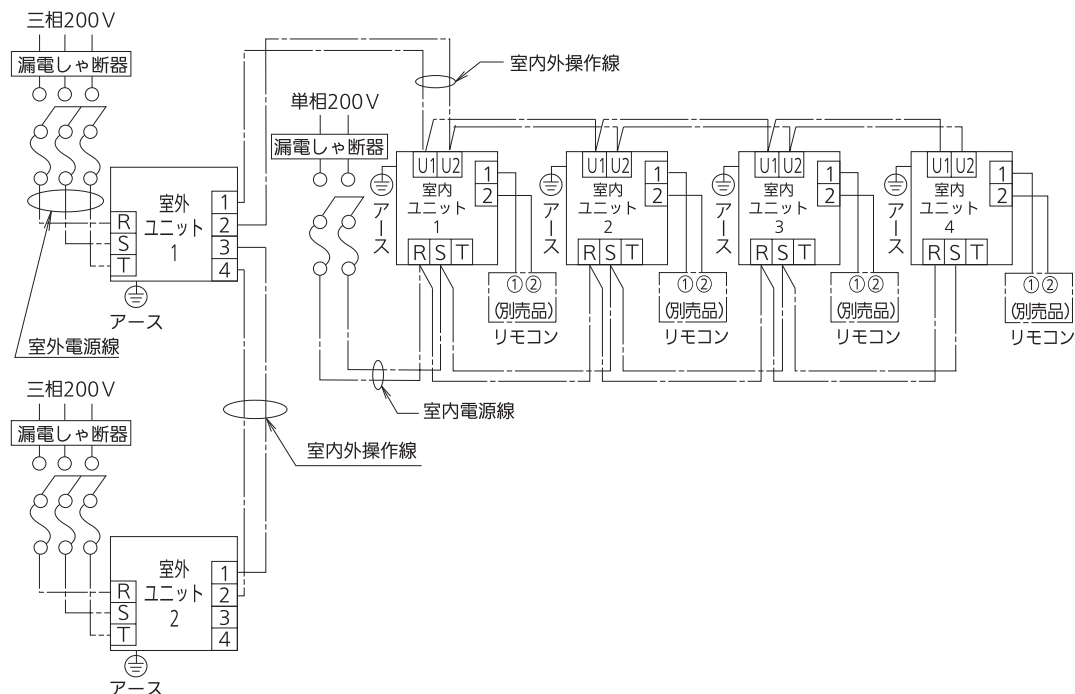 三相200V
漏電しゃ断器
室外
ユニット
1
R
S
T
1
2
3
4
アース
室外電源線
三相200V
漏電しゃ断器
室外
ユニット
2
R
S
T
1
2
3
4
アース
室内外操作線
室内外操作線
単相200V
漏電しゃ断器
室内電源線
U1 U2
室内
ユニット
1
1
2
R S T
アース
①②
(別売品)
リモコン
U1 U2
室内
ユニット
2
1
2
R S T
アース
①②
(別売品)
リモコン
U1 U2
室内
ユニット
3
1
2
R S T
アース
①②
(別売品)
リモコン
U1 U2
室内
ユニット
4
1
2
R S T
アース
①②
(別売品)
リモコン